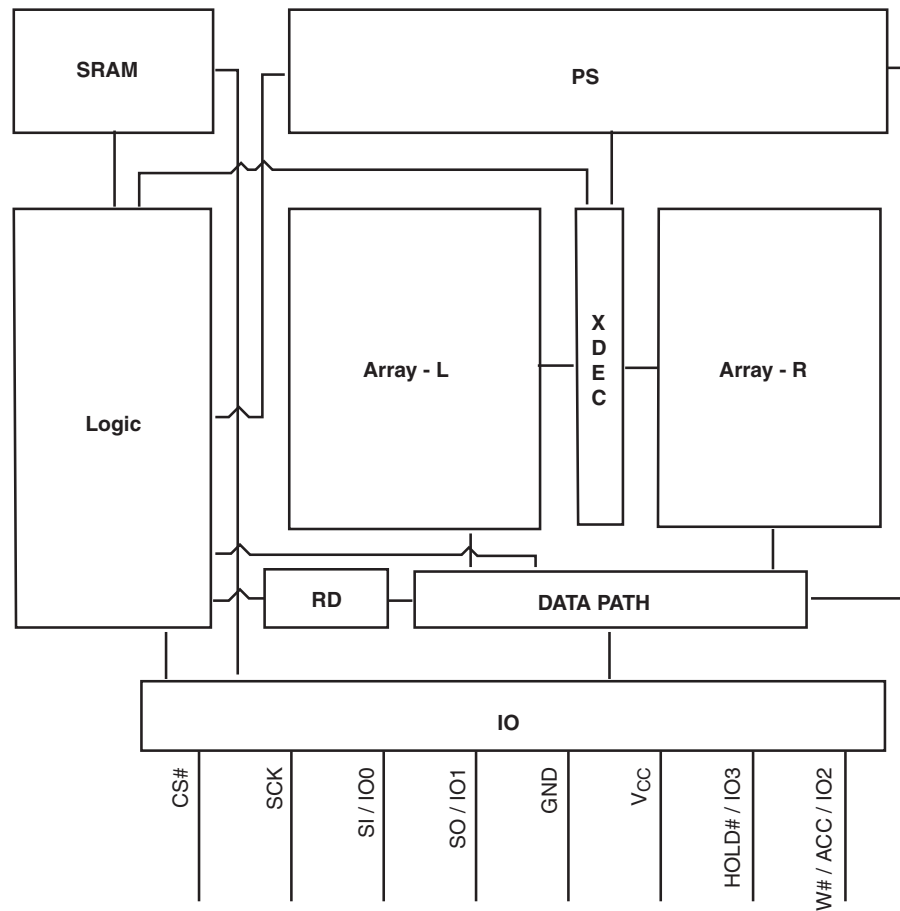 SRAM
PS
Logic
Array - L
X
D
E
C
Array - R
RD
DATA PATH
IO
CS#
SCK
SI / IO0
SO / IO1
GND
VCC
HOLD# / IO3
W# / ACC / IO2